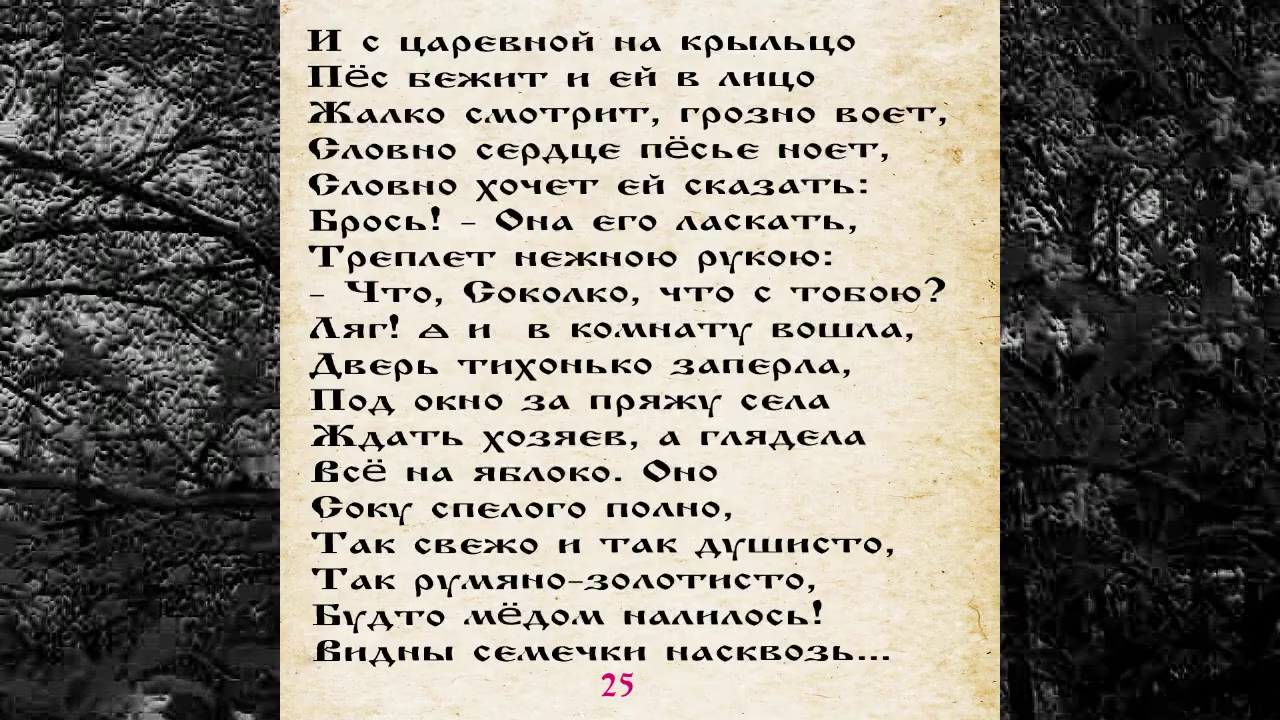 И с царевной на крыльцо
Пёс бежит и ей в лицо
Жалко смотрит, грозно воет,
Словно сердце пёсье ноет,
Словно хочет ей сказать:
Брось! - Она его ласкать,
Треплет нежною рукою:
- Что, Соколко, что с тобою?
Ляг! Δ и в комнату вошла,
Дверь тихонько заперла,
Под окно за пряжу села
Ждать хозяев, а глядела
Всё на яблоко. Оно
Соку спелого полно,
Так свежо и так душисто,
Так румяно-золотисто,
Будто мёдом налилось!
Видны семечки насквозь...
25